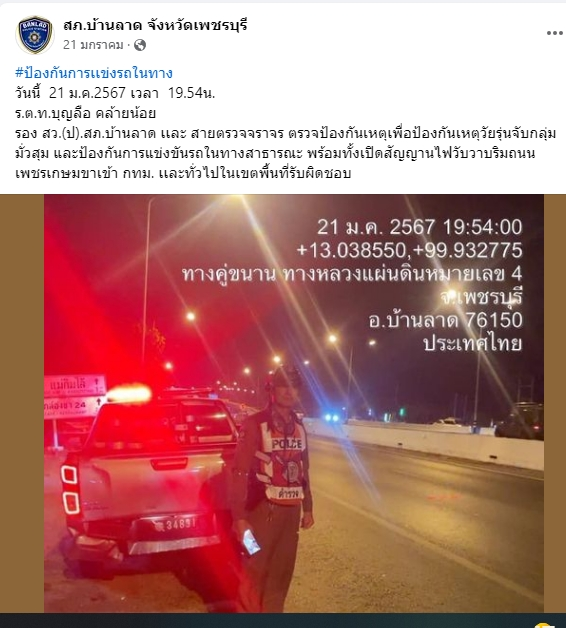 สภ.บ้านลาด จังหวัดเพชรบุรี
21 มกราคม ·
#ป้องกันการแข่งรถในทาง
วันนี้ 21 ม.ค.2567 เวลา 19.54น.
ร.ต.ท.บุญลือ คล้ายน้อย
รอง สว.(ป).สภ.บ้านลาด และ สายตรวจจราจร ตรวจป้องกันเหตุเพื่อป้องกันเหตุวัยรุ่นจับกลุ่ม
มั่วสุม และป้องกันการแข่งขันรถในทางสาธารณะ พร้อมทั้งเปิดสัญญานไฟวับวาบริมถนน
เพชรเกษมขาเข้า กทม. และทั่วไปในเขตพื้นที่รับผิดชอบ
21 ม.ค. 2567 19:54:00
+13.038550,+99.932775
ทางคู่ขนาน ทางหลวงแผ่นดินหมายเลข 4
จ.เพชรบุรี
อ.บ้านลาด 76150
ประเทศไทย
แม่กิมไล้
POLICE
ตำรวจ